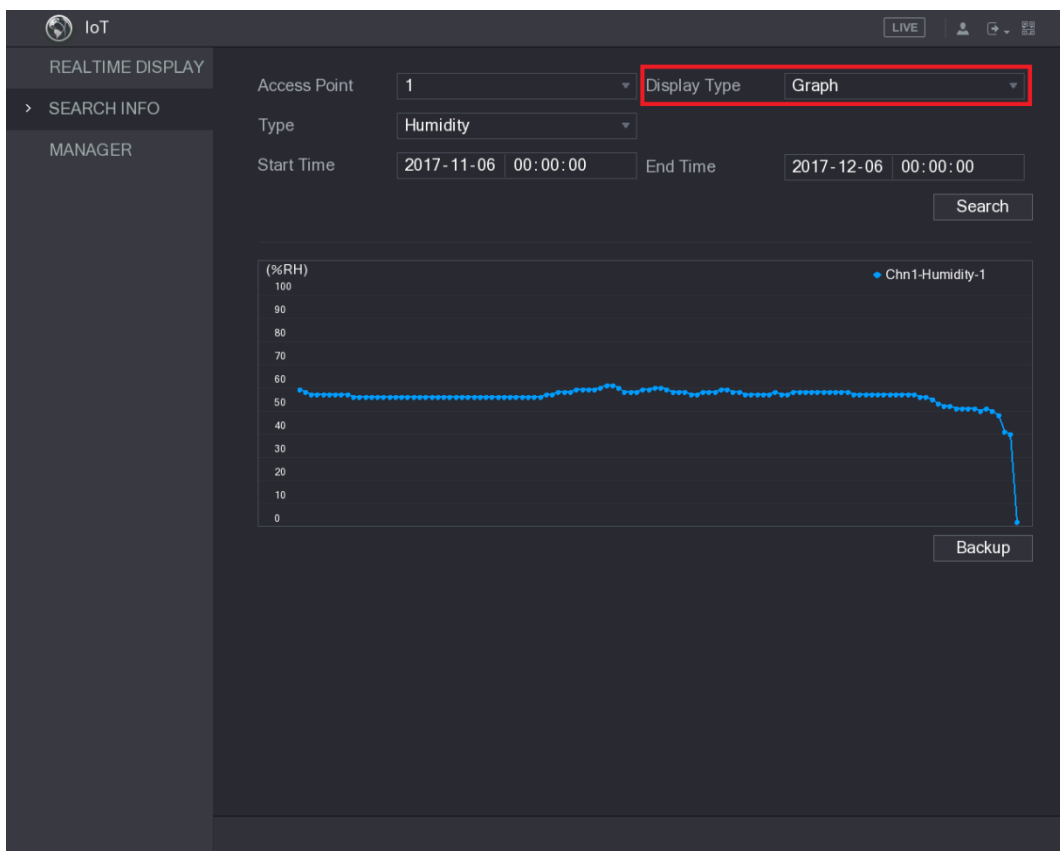 IoT
LIVE
REALTIME DISPLAY
SEARCH INFO
MANAGER
Access Point 1 Display Type Graph
Type Humidity
Start Time 2017-11-06 00:00:00 End Time 2017-12-06 00:00:00
Search
(%RH)
Chn1-Humidity-1
100
90
80
70
60
50
40
30
20
10
0
Backup